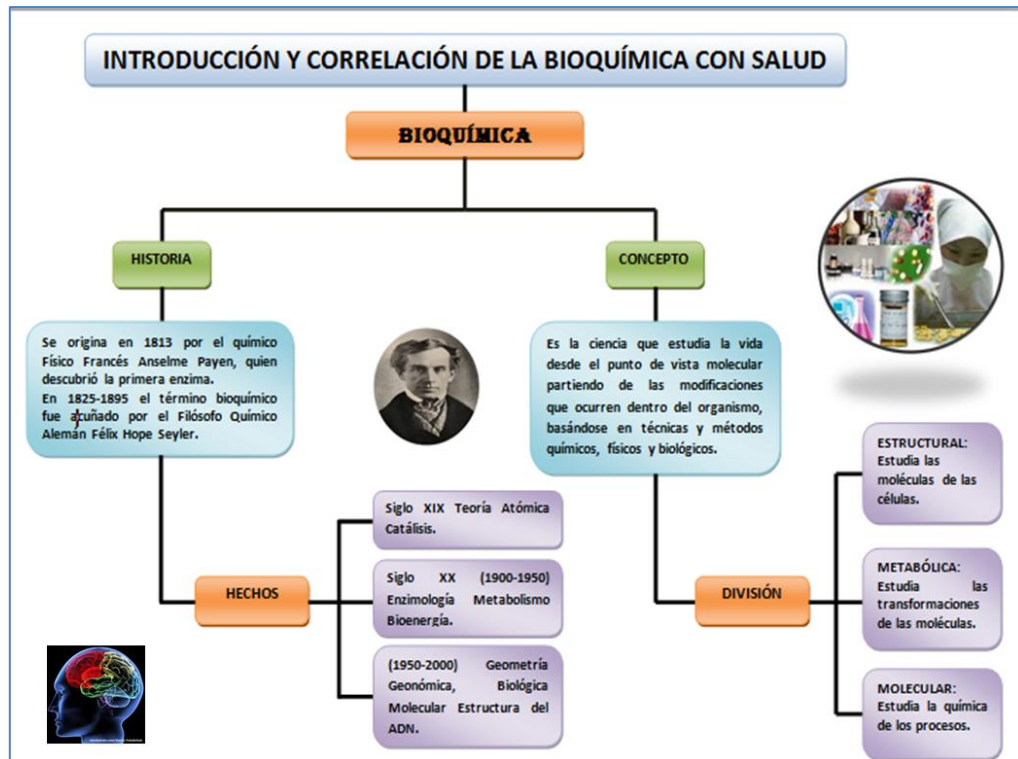 INTRODUCCIÓN Y CORRELACIÓN DE LA BIOQUÍMICA CON SALUD
BIOQUÍMICA
HISTORIA
Se origina en 1813 por el químico
Físico Francés Anselme Payen, quien
descubrió la primera enzima.
En 1825-1895 el término bioquímico
fue acuñado por el Filósofo Químico
Alemán Félix Hope Seyler.
HECHOS
Siglo XIX Teoría Atómica
Catálisis.
Siglo XX (1900-1950)
Enzimología Metabolismo
Bioenergía.
(1950-2000) Geometría
Geonómica, Biológica
Molecular Estructura del
ADN.
CONCEPTO
Es la ciencia que estudia la vida
desde el punto de vista molecular
partiendo de las modificaciones
que ocurren dentro del organismo,
basándose en técnicas y métodos
químicos, físicos y biológicos.
DIVISIÓN
ESTRUCTURAL:
Estudia las
moléculas de las
células.
METABÓLICA:
Estudia las
transformaciones
de las moléculas.
MOLECULAR:
Estudia la química
de los procesos.